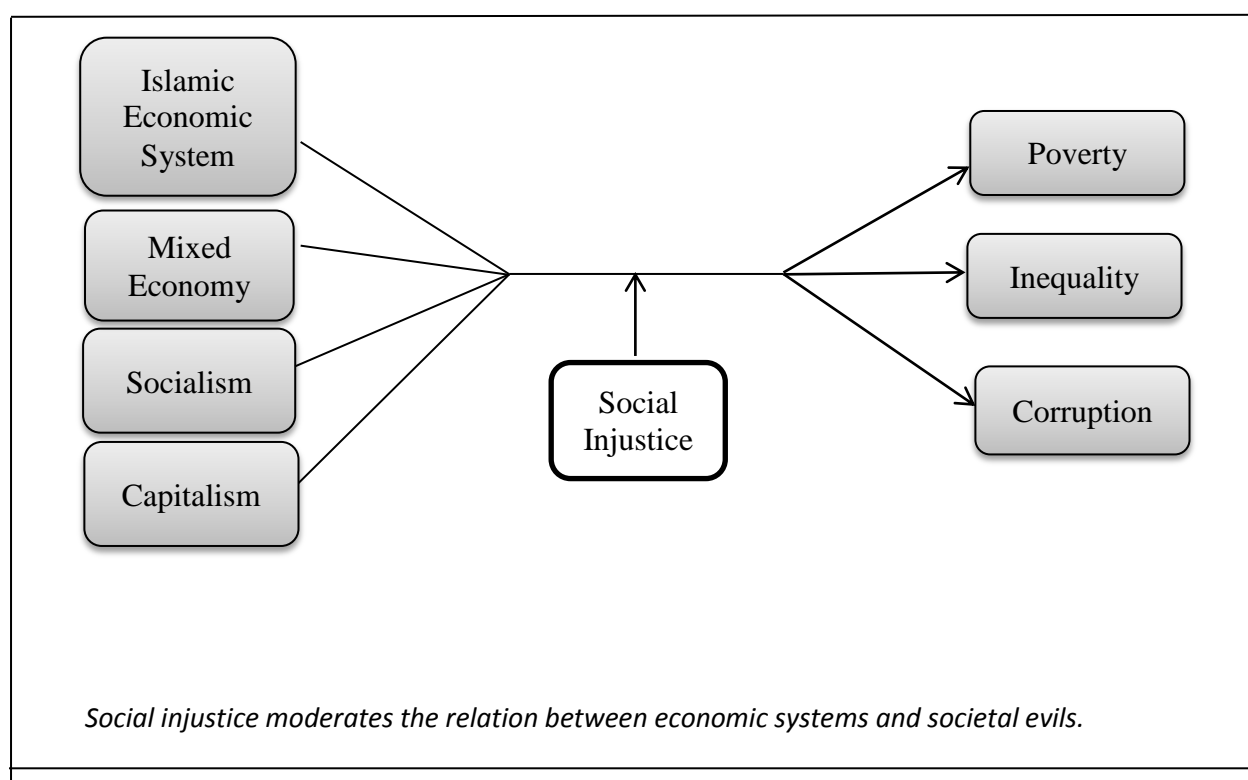 Islamic
Economic
System
Mixed
Economy
Socialism
Capitalism
Social
Injustice
Poverty
Inequality
Corruption
Social injustice moderates the relation between economic systems and societal evils.